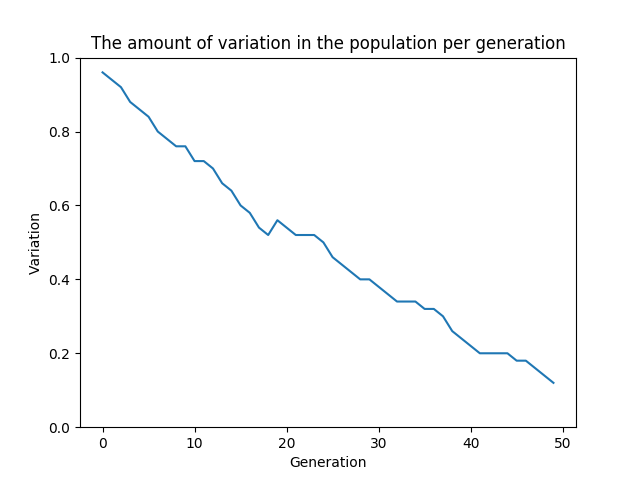 The amount of variation in the population per generation
1.0
0.8
0.6
0.4
0.2
0.0
Variation
0 10 20 30 40 50
Generation